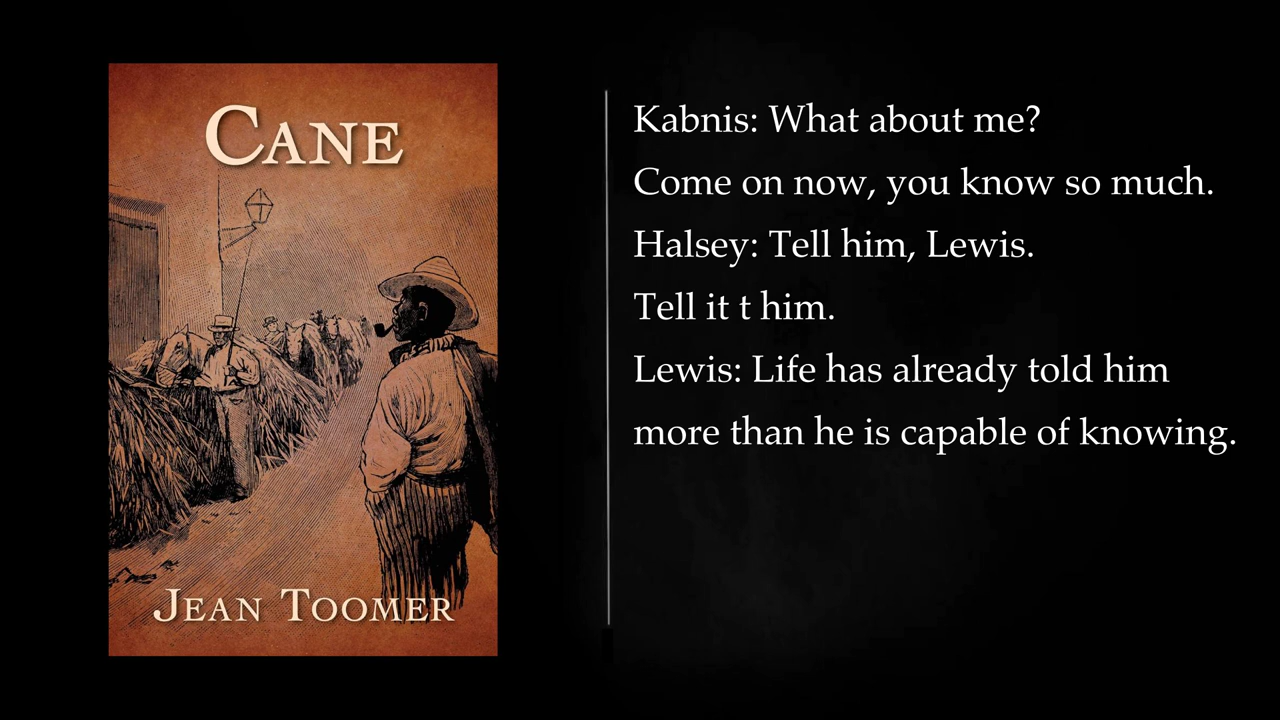 CANE
JEAN TOOMER
Kabnis: What about me?
Come on now, you know so much.
Halsey: Tell him, Lewis.
Tell it t him.
Lewis: Life has already told him
more than he is capable of knowing.